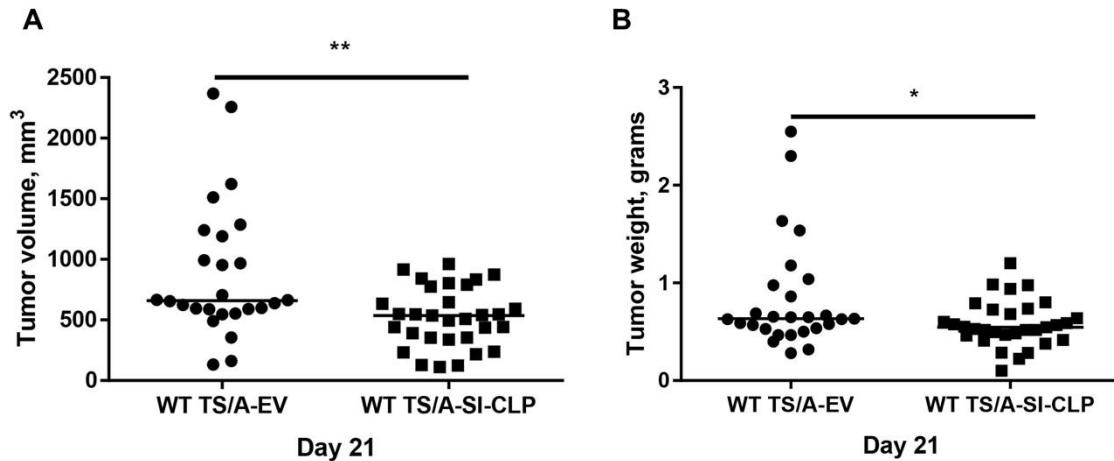 A
**
Tumor volume, mm³
2500
2000
1500
1000
500
0
WT TS/A-EV
WT TS/A-SI-CLP
Day 21
B
*
Tumor weight, grams
3
2
1
0
WT TS/A-EV
WT TS/A-SI-CLP
Day 21